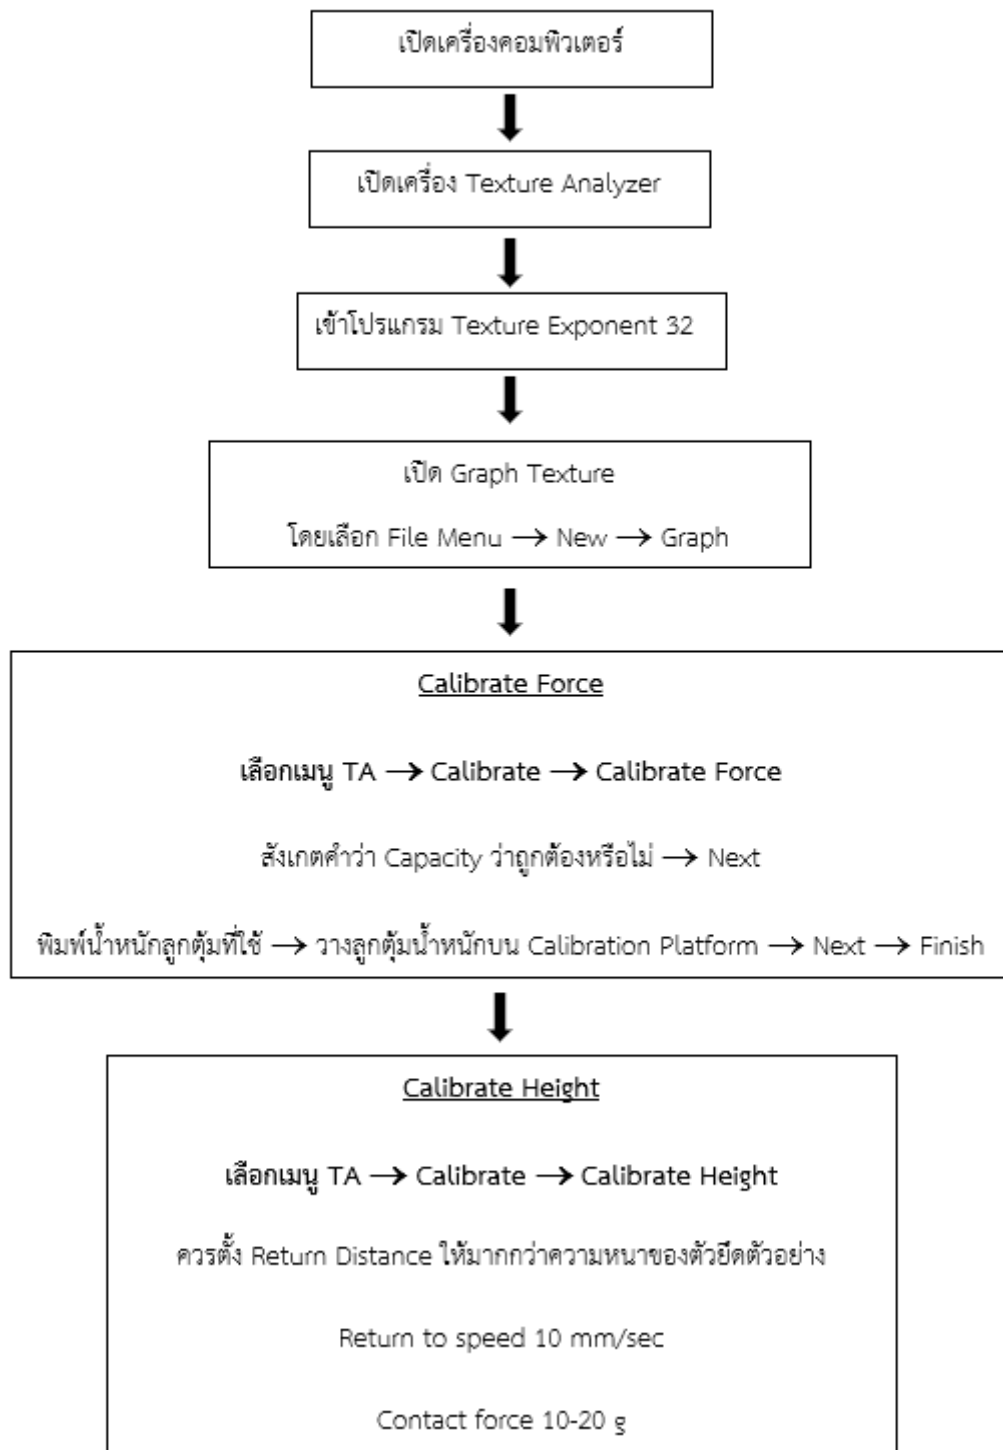 เปิดเครื่องคอมพิวเตอร์
เปิดเครื่อง Texture Analyzer
เข้าโปรแกรม Texture Exponent 32
เปิด Graph Texture
โดยเลือก File Menu → New → Graph
Calibrate Force
เลือกเมนู TA → Calibrate → Calibrate Force
สังเกตคำว่า Capacity ว่าถูกต้องหรือไม่ → Next
พิมพ์น้ำหนักลูกตุ้มที่ใช้ → วางลูกตุ้มน้ำหนักบน Calibration Platform → Next → Finish
Calibrate Height
เลือกเมนู TA → Calibrate → Calibrate Height
ควรตั้ง Return Distance ให้มากกว่าความหนาของตัวยึดตัวอย่าง
Return to speed 10 mm/sec
Contact force 10-20 g